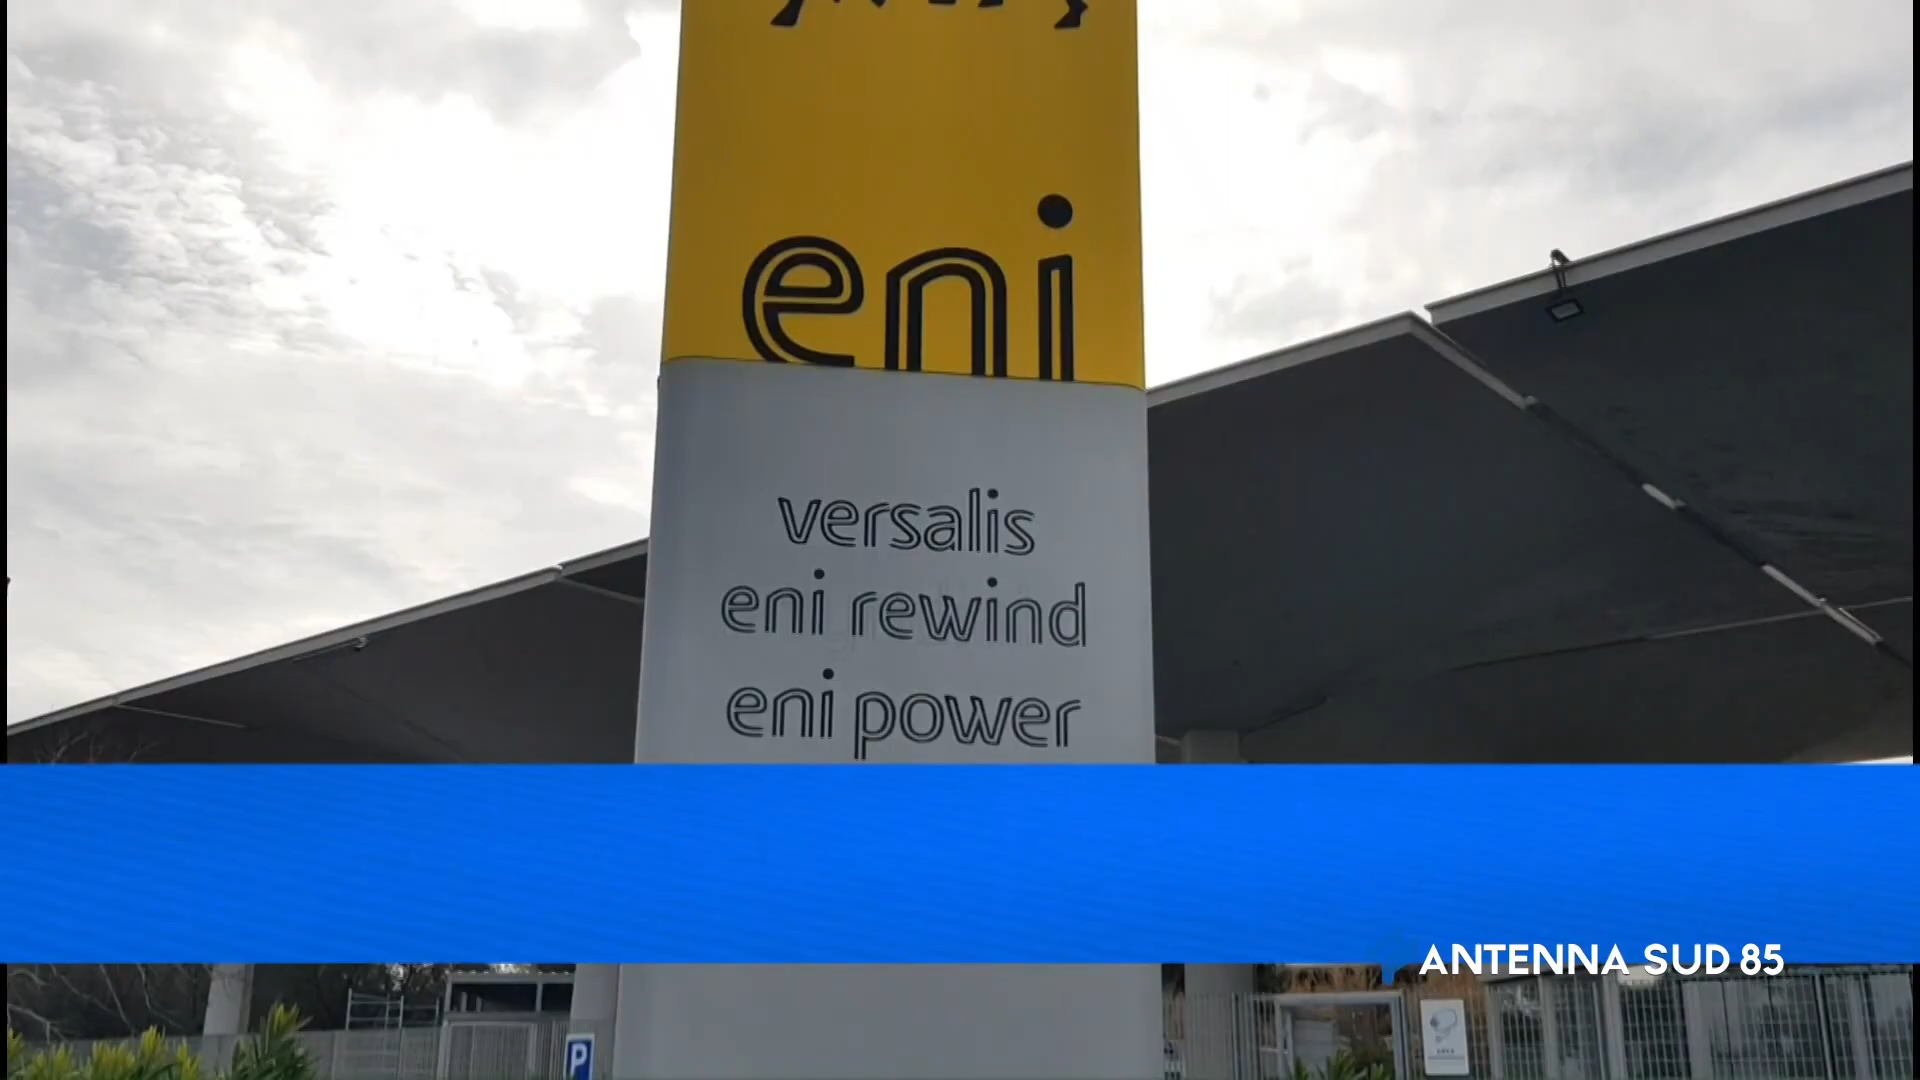 eni
versalis
eni rewind
eni power
ANTENNA SUD 85
P